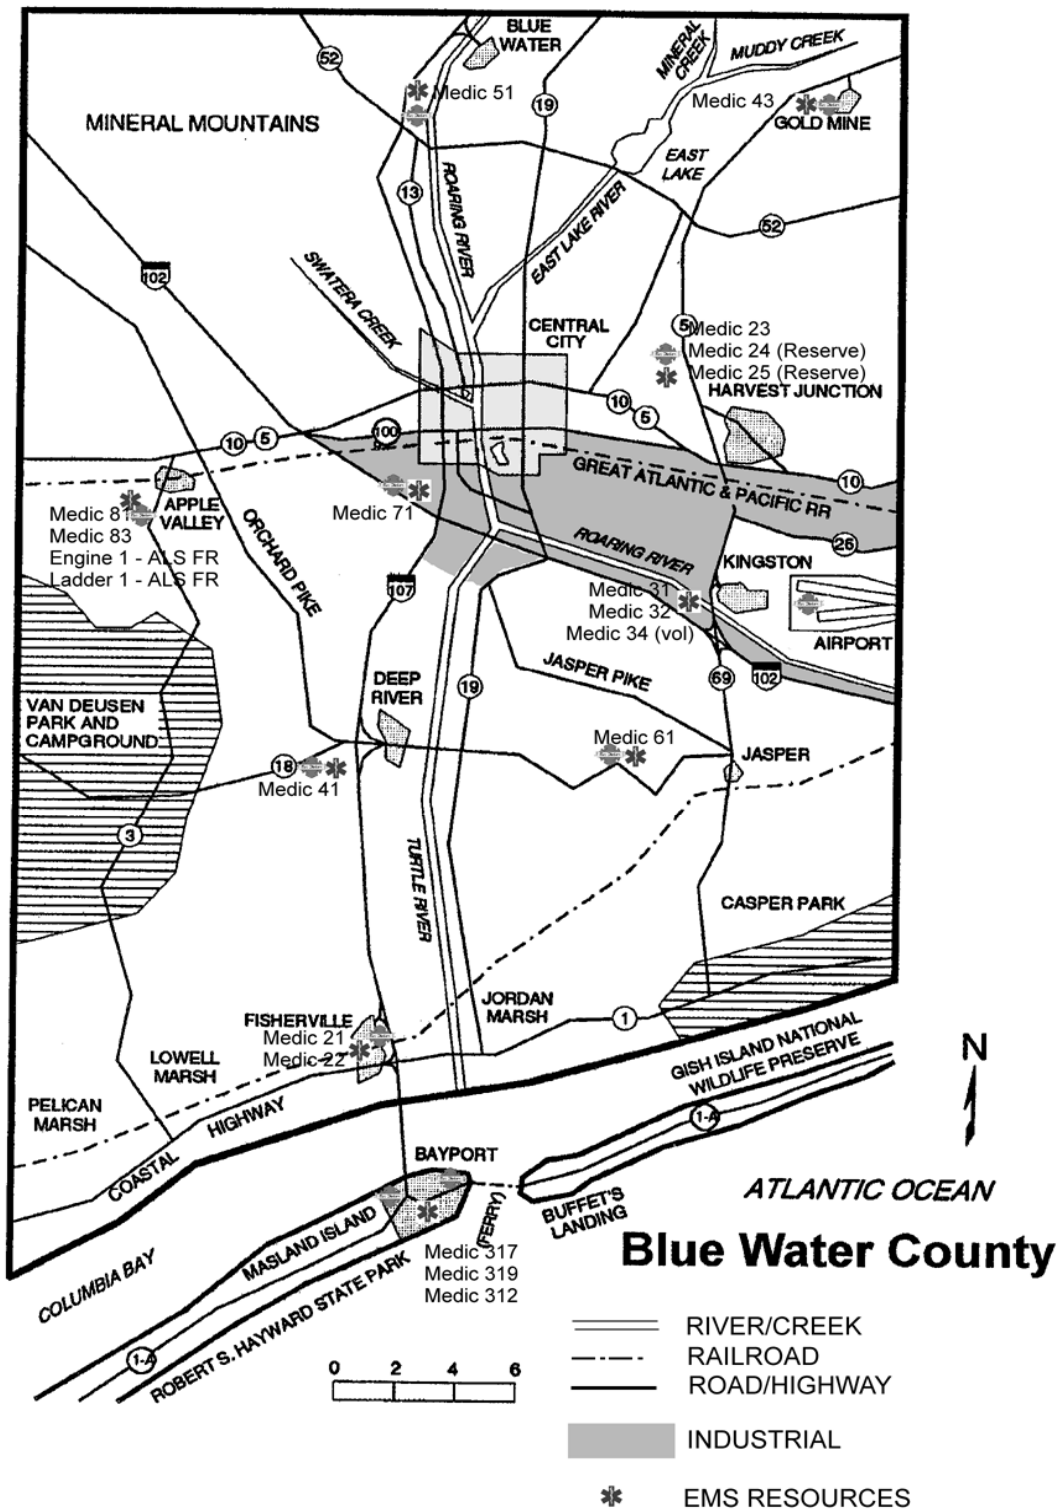 BLUE
WATER
MINERAL
CREEK
MUDDY CREEK
52
Medic 51
19
Medic 43
GOLD MINE
MINERAL MOUNTAINS
EAST
LAKE
13
ROARING RIVER
EAST LAKE RIVER
52
102
SWATERA CREEK
CENTRAL
CITY
5
Medic 23
Medic 24 (Reserve)
Medic 25 (Reserve)
HARVEST JUNCTION
10
5
10
5
100
GREAT ATLANTIC & PACIFIC RR
10
APPLE
VALLEY
Medic 81
Medic 83
Engine 1 - ALS FR
Ladder 1 - ALS FR
ORCHARD PIKE
Medic 71
ROARING RIVER
26
KINGSTON
107
Medic 31
Medic 32
Medic 34 (vol)
AIRPORT
JASPER PIKE
69
102
DEEP
RIVER
19
VAN DEUSEN
PARK AND
CAMPGROUND
Medic 61
JASPER
18
Medic 41
3
TURTLE RIVER
CASPER PARK
JORDAN
MARSH
1
FISHERVILLE
Medic 21
Medic 22
LOWELL
MARSH
PELICAN
MARSH
COASTAL
HIGHWAY
GISH ISLAND NATIONAL
WILDLIFE PRESERVE
N
1-A
BAYPORT
(FERRY)
BUFFET'S
LANDING
ATLANTIC OCEAN
MASLAND ISLAND
COLUMBIA BAY
Medic 317
Medic 319
Medic 312
Blue Water County
1-A
ROBERT S. HAYWARD STATE PARK
0 2 4 6
RIVER/CREEK
RAILROAD
ROAD/HIGHWAY
INDUSTRIAL
EMS RESOURCES